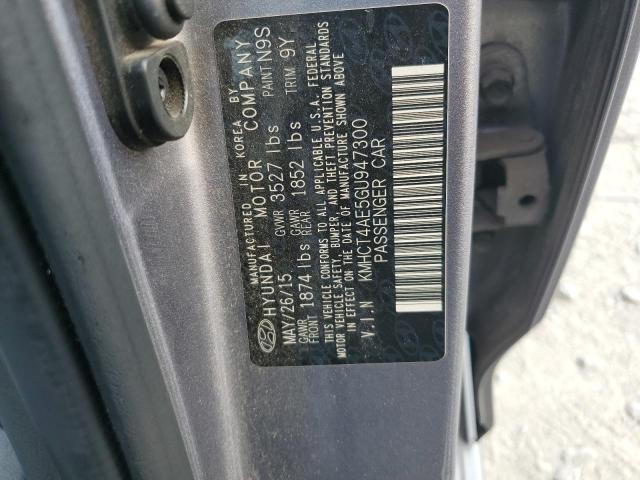 MANUFACTURED IN KOREA BY
HYUNDAI MOTOR COMPANY
MAY/26/15 GVWR 3527 lbs PAINT N9S
GAWR FRONT 1874 lbs GAWR REAR 1852 lbs TRIM 9Y
THIS VEHICLE CONFORMS TO ALL APPLICABLE U.S.A. FEDERAL
MOTOR VEHICLE SAFETY, BUMPER, AND THEFT PREVENTION STANDARDS
IN EFFECT ON THE DATE OF MANUFACTURE SHOWN ABOVE
V.I.N KMHCT4AE5GU947300
PASSENGER CAR